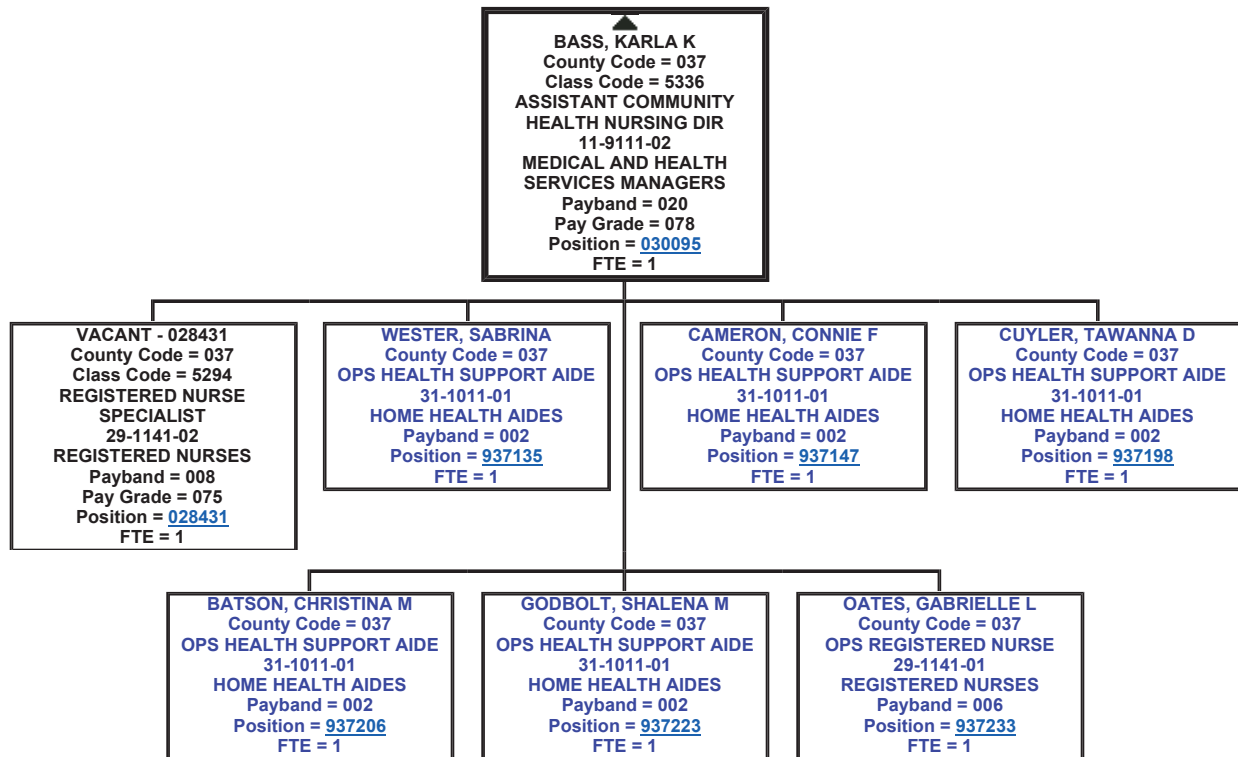 BASS, KARLA K
County Code = 037
Class Code = 5336
ASSISTANT COMMUNITY
HEALTH NURSING DIR
11-9111-02
MEDICAL AND HEALTH
SERVICES MANAGERS
Payband = 020
Pay Grade = 078
Position = 030095
FTE = 1
VACANT - 028431
County Code = 037
Class Code = 5294
REGISTERED NURSE
SPECIALIST
29-1141-02
REGISTERED NURSES
Payband = 008
Pay Grade = 075
Position = 028431
FTE = 1
WESTER, SABRINA
County Code = 037
OPS HEALTH SUPPORT AIDE
31-1011-01
HOME HEALTH AIDES
Payband = 002
Position = 937135
FTE = 1
CAMERON, CONNIE F
County Code = 037
OPS HEALTH SUPPORT AIDE
31-1011-01
HOME HEALTH AIDES
Payband = 002
Position = 937147
FTE = 1
CUYLER, TAWANNA D
County Code = 037
OPS HEALTH SUPPORT AIDE
31-1011-01
HOME HEALTH AIDES
Payband = 002
Position = 937198
FTE = 1
BATSON, CHRISTINA M
County Code = 037
OPS HEALTH SUPPORT AIDE
31-1011-01
HOME HEALTH AIDES
Payband = 002
Position = 937206
FTE = 1
GODBOLT, SHALENA M
County Code = 037
OPS HEALTH SUPPORT AIDE
31-1011-01
HOME HEALTH AIDES
Payband = 002
Position = 937223
FTE = 1
OATES, GABRIELLE L
County Code = 037
OPS REGISTERED NURSE
29-1141-01
REGISTERED NURSES
Payband = 006
Position = 937233
FTE = 1